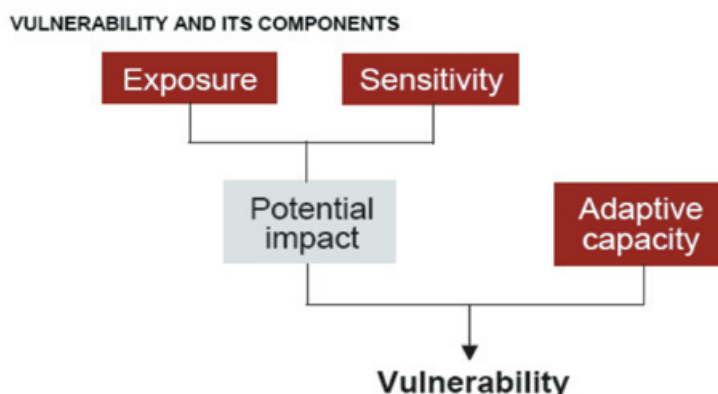 VULNERABILITY AND ITS COMPONENTS
Exposure
Sensitivity
Potential
impact
Adaptive
capacity
Vulnerability